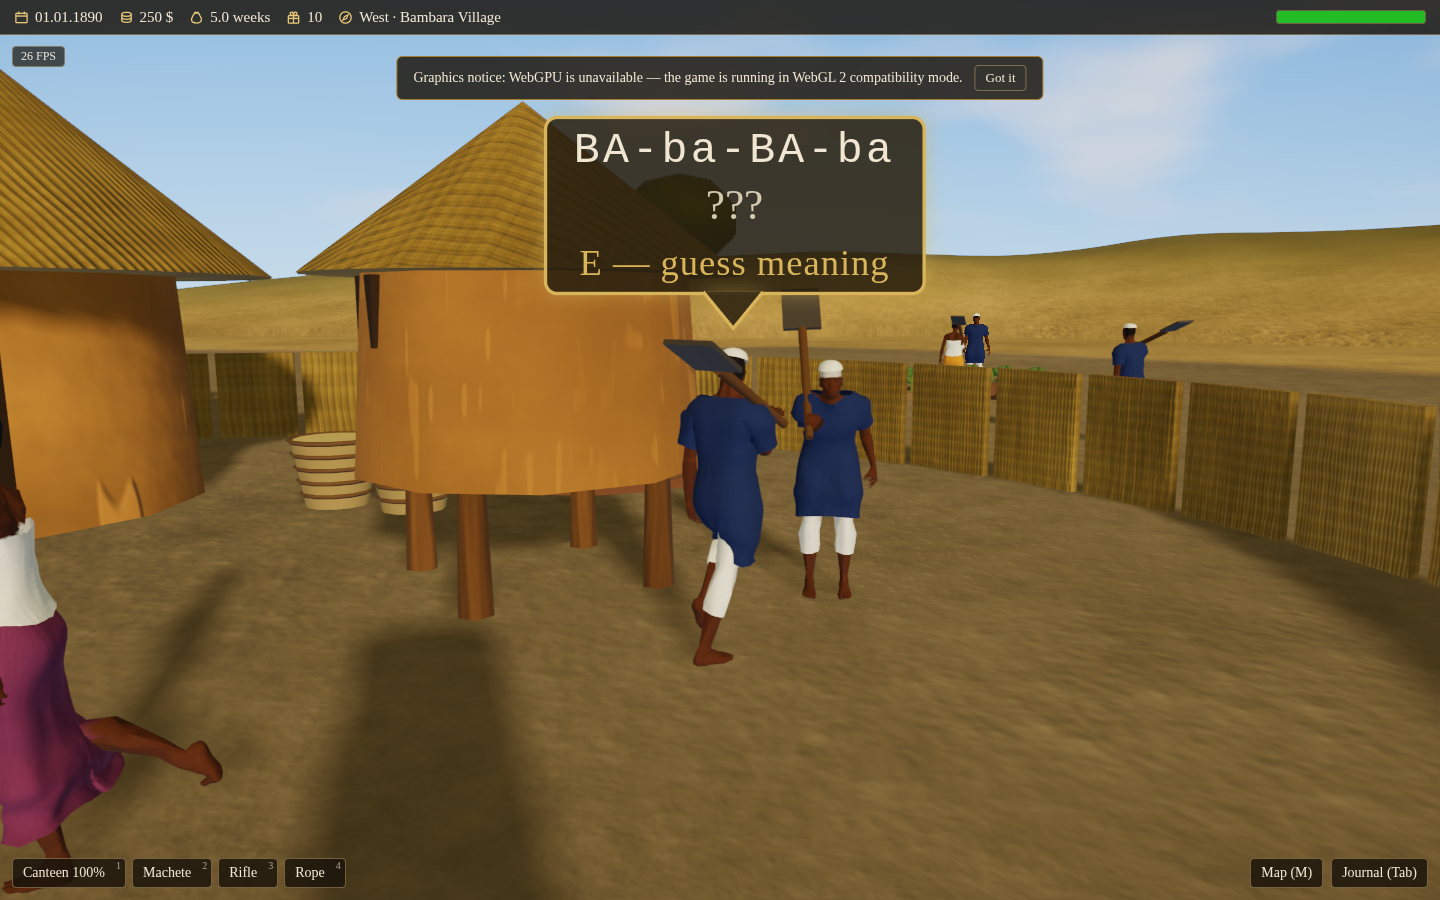 01.01.1890 250 $ 5.0 weeks 10 West · Bambara Village
26 FPS
Graphics notice: WebGPU is unavailable — the game is running in WebGL 2 compatibility mode. Got it
BA-ba-BA-ba
???
E — guess meaning
Canteen 100% 1 Machete 2 Rifle 3 Rope 4 Map (M) Journal (Tab)